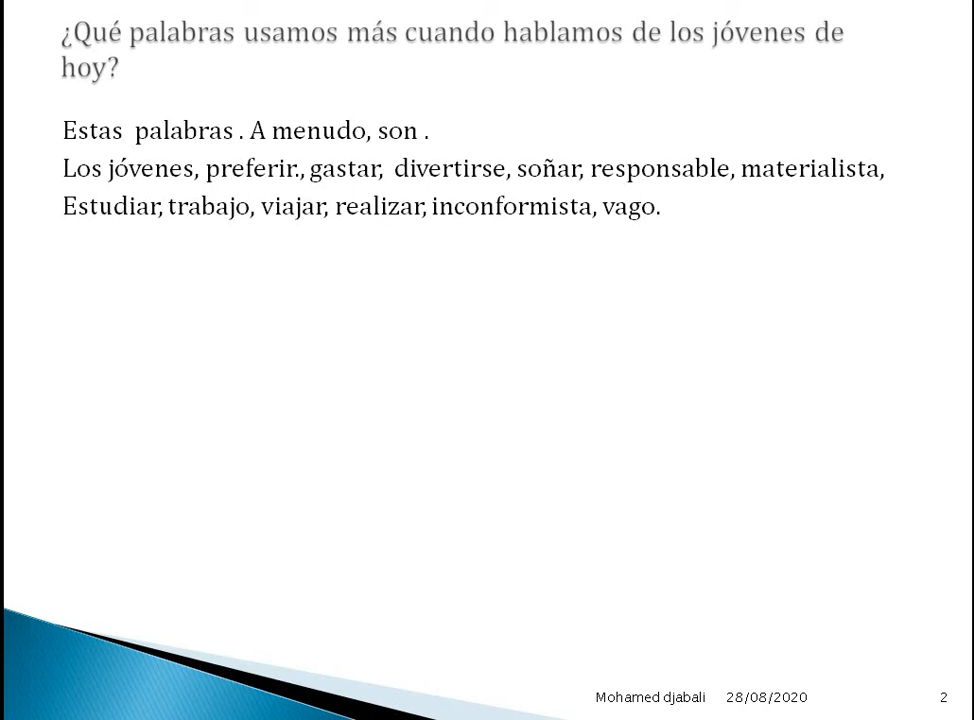 ¿Qué palabras usamos más cuando hablamos de los jóvenes de
hoy?
Estas palabras . A menudo, son .
Los jóvenes, preferir., gastar, divertirse, soñar, responsable, materialista,
Estudiar, trabajo, viajar, realizar, inconformista, vago.
Mohamed djabali 28/08/2020 2